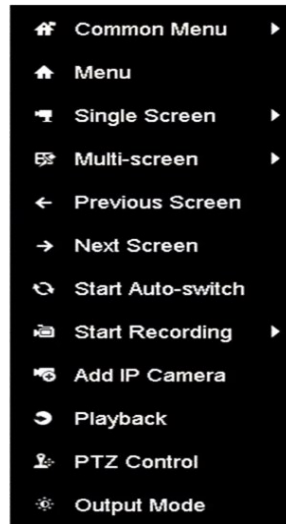 Common Menu
Menu
Single Screen
Multi-screen
Previous Screen
Next Screen
Start Auto-switch
Start Recording
Add IP Camera
Playback
PTZ Control
Output Mode